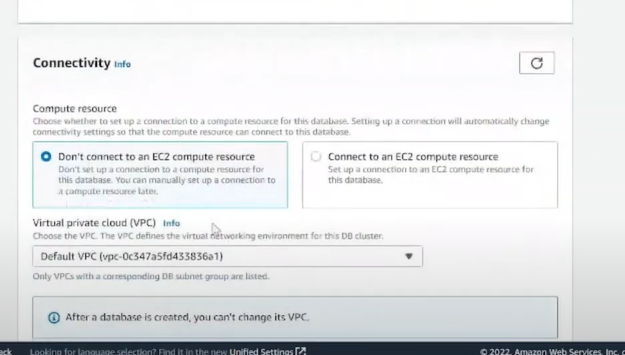 Connectivity Info
Compute resource
Choose whether to set up a connection to a compute resource for this database. Setting up a connection will automatically change
connectivity settings so that the compute resource can connect to this database.
Don't connect to an EC2 compute resource
Don't set up a connection to a compute resource for
this database. You can manually set up a connection to
a compute resource later.
Connect to an EC2 compute resource
Set up a connection to an EC2 compute resource for
this database.
Virtual private cloud (VPC) Info
Choose the VPC. The VPC defines the virtual networking environment for this DB cluster.
Default VPC (vpc-0c347a5fd433836a1)
Only VPCs with a corresponding DB subnet group are listed.
After a database is created, you can't change its VPC.
ack Looking for language selection? Find it in the new Unified Settings © 2022, Amazon Web Services, Inc. o